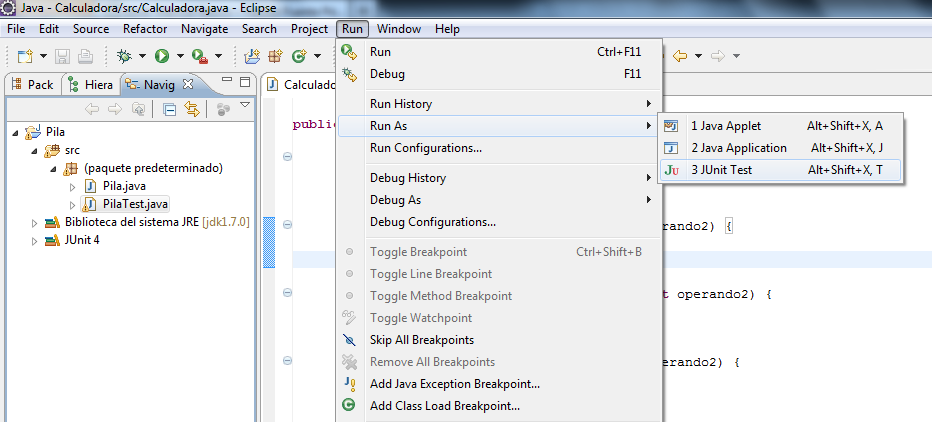 Java - Calculadora/src/Calculadora.java - Eclipse
File Edit Source Refactor Navigate Search Project Run Window Help
Pack Hiera Navig
Pila
src
(paquete predeterminado)
Pila.java
PilaTest.java
Biblioteca del sistema JRE [jdk1.7.0]
JUnit 4
Calculado
public
erando2) {
t operando2) {
erando2) {
Run Ctrl+F11
Debug F11
Run History
Run As
Run Configurations...
Debug History
Debug As
Debug Configurations...
Toggle Breakpoint Ctrl+Shift+B
Toggle Line Breakpoint
Toggle Method Breakpoint
Toggle Watchpoint
Skip All Breakpoints
Remove All Breakpoints
Add Java Exception Breakpoint...
Add Class Load Breakpoint...
1 Java Applet Alt+Shift+X, A
2 Java Application Alt+Shift+X, J
JU 3 JUnit Test Alt+Shift+X, T